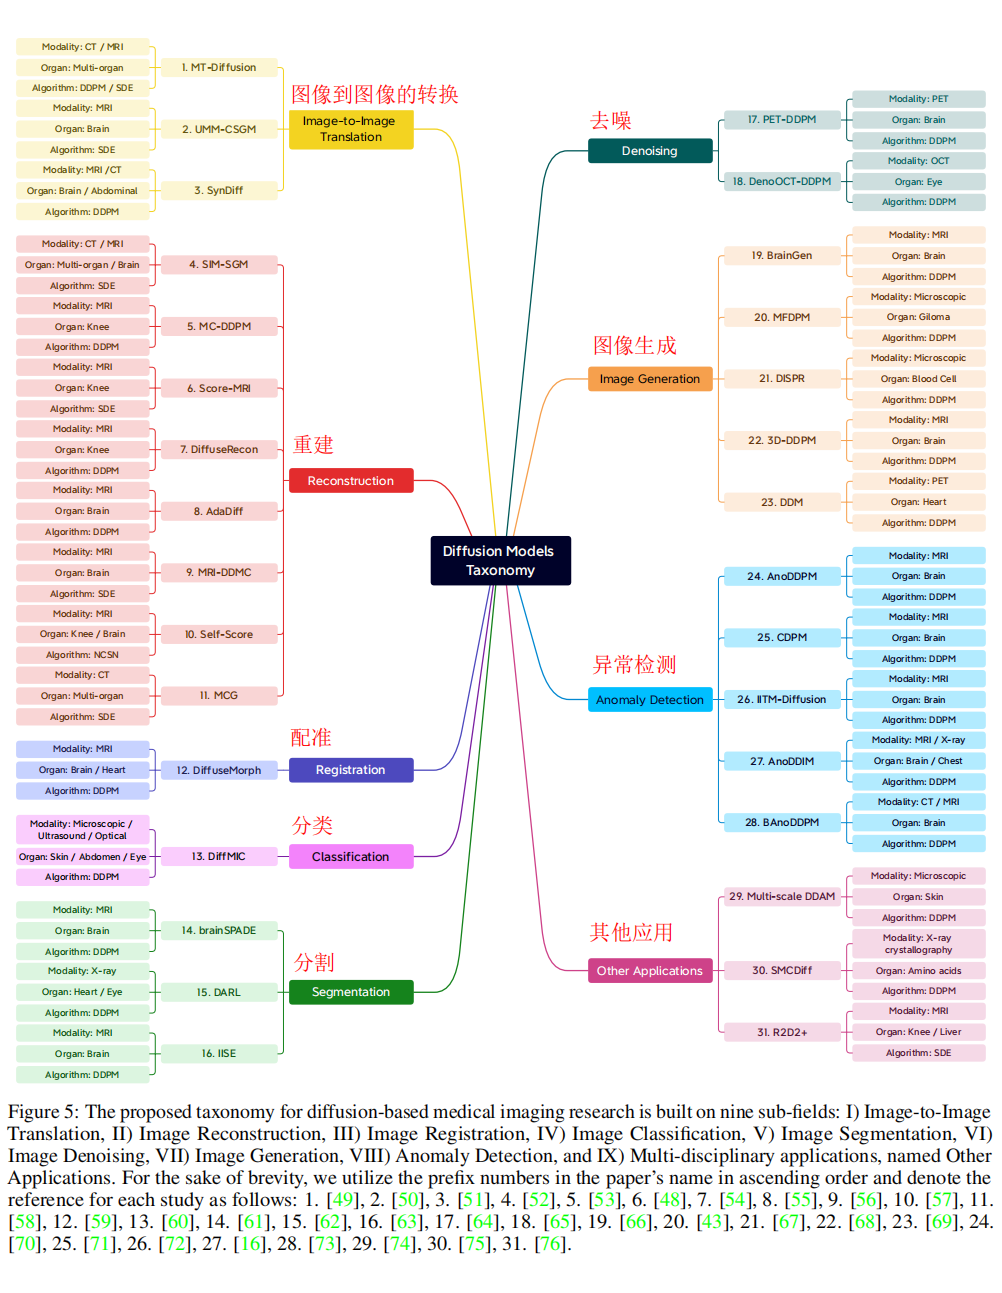 Modality: CT / MRI
Organ: Multi-organ
Algorithm: DDPM / SDE
1. MT-Diffusion
Modality: MRI
Organ: Brain
Algorithm: SDE
2. UMM-CSGM
Modality: MRI /CT
Organ: Brain / Abdominal
Algorithm: DDPM
3. SynDiff
图像到图像的转换
Image-to-Image
Translation
Modality: CT / MRI
Organ: Multi-organ / Brain
Algorithm: SDE
4. SIM-SGM
Modality: MRI
Organ: Knee
Algorithm: DDPM
5. MC-DDPM
Modality: MRI
Organ: Knee
Algorithm: SDE
6. Score-MRI
Modality: MRI
Organ: Knee
Algorithm: DDPM
7. DiffuseRecon
Modality: MRI
Organ: Brain
Algorithm: DDPM
8. AdaDiff
Modality: MRI
Organ: Brain
Algorithm: SDE
9. MRI-DDMC
Modality: MRI
Organ: Knee / Brain
Algorithm: NCSN
10. Self-Score
Modality: CT
Organ: Multi-organ
Algorithm: SDE
11. MCG
重建
Reconstruction
Modality: MRI
Organ: Brain / Heart
Algorithm: DDPM
12. DiffuseMorph
配准
Registration
Modality: Microscopic /
Ultrasound / Optical
Organ: Skin / Abdomen / Eye
Algorithm: DDPM
13. DiffMIC
分类
Classification
Modality: MRI
Organ: Brain
Algorithm: DDPM
14. brainSPADE
Modality: X-ray
Organ: Heart / Eye
Algorithm: DDPM
15. DARL
Modality: MRI
Organ: Brain
Algorithm: DDPM
16. IISE
分割
Segmentation
Diffusion Models
Taxonomy
去噪
Denoising
17. PET-DDPM
Modality: PET
Organ: Brain
Algorithm: DDPM
18. DenoOCT-DDPM
Modality: OCT
Organ: Eye
Algorithm: DDPM
图像生成
Image Generation
19. BrainGen
Modality: MRI
Organ: Brain
Algorithm: DDPM
20. MFDPM
Modality: Microscopic
Organ: Giloma
Algorithm: DDPM
21. DISPR
Modality: Microscopic
Organ: Blood Cell
Algorithm: DDPM
22. 3D-DDPM
Modality: MRI
Organ: Brain
Algorithm: DDPM
23. DDM
Modality: PET
Organ: Heart
Algorithm: DDPM
异常检测
Anomaly Detection
24. AnoDDPM
Modality: MRI
Organ: Brain
Algorithm: DDPM
25. CDPM
Modality: MRI
Organ: Brain
Algorithm: DDPM
26. IITM-Diffusion
Modality: MRI
Organ: Brain
Algorithm: DDPM
27. AnoDDIM
Modality: MRI / X-ray
Organ: Brain / Chest
Algorithm: DDPM
28. BAnoDDPM
Modality: CT / MRI
Organ: Brain
Algorithm: DDPM
其他应用
Other Applications
29. Multi-scale DDAM
Modality: Microscopic
Organ: Skin
Algorithm: DDPM
30. SMCDiff
Modality: X-ray
crystallography
Organ: Amino acids
Algorithm: DDPM
31. R2D2+
Modality: MRI
Organ: Knee / Liver
Algorithm: SDE
Figure 5: The proposed taxonomy for diffusion-based medical imaging research is built on nine sub-fields: I) Image-to-Image
Translation, II) Image Reconstruction, III) Image Registration, IV) Image Classification, V) Image Segmentation, VI)
Image Denoising, VII) Image Generation, VIII) Anomaly Detection, and IX) Multi-disciplinary applications, named Other
Applications. For the sake of brevity, we utilize the prefix numbers in the paper's name in ascending order and denote the
reference for each study as follows: 1. [49], 2. [50], 3. [51], 4. [52], 5. [53], 6. [48], 7. [54], 8. [55], 9. [56], 10. [57], 11.
[58], 12. [59], 13. [60], 14. [61], 15. [62], 16. [63], 17. [64], 18. [65], 19. [66], 20. [43], 21. [67], 22. [68], 23. [69], 24.
[70], 25. [71], 26. [72], 27. [16], 28. [73], 29. [74], 30. [75], 31. [76].